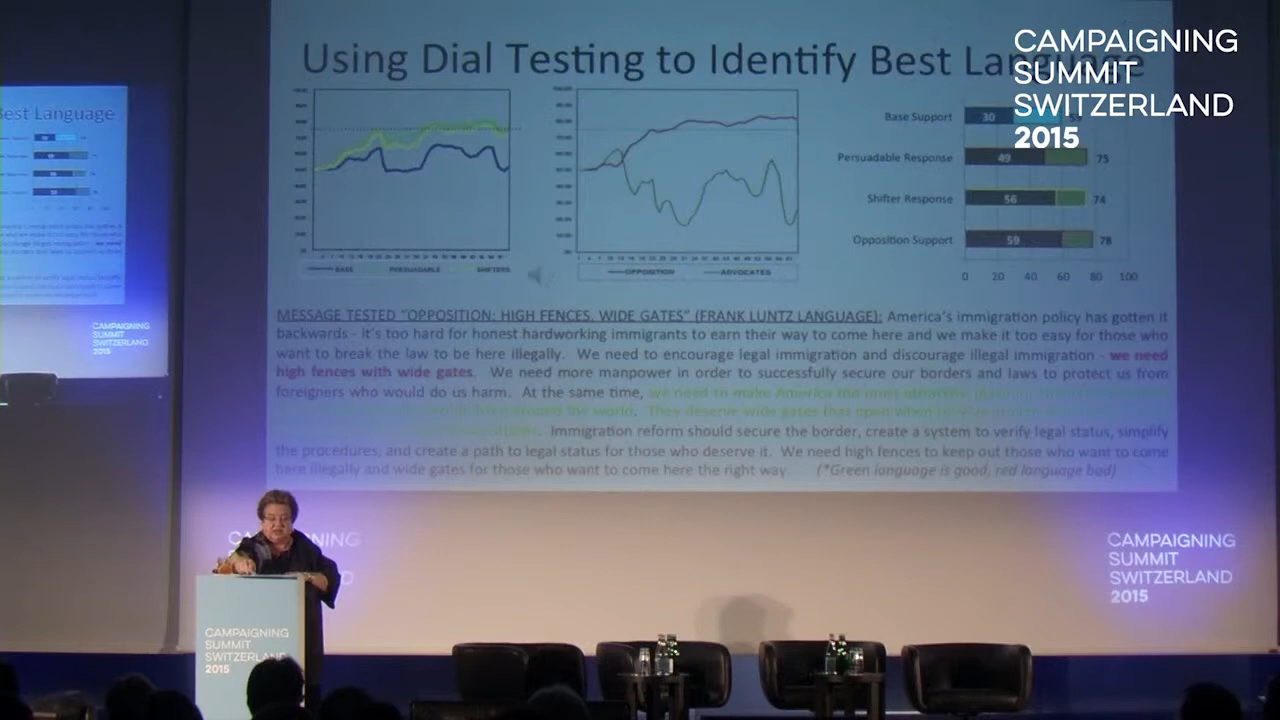 Using Dial Testing to Identify Best Language
CAMPAIGNING
SUMMIT
SWITZERLAND
2015
Best Language
Base Support
30
Persuadable Response
49
75
Shifter Response
56
74
Opposition Support
59
78
0 20 40 60 80 100
BASE PERSUADABLE SHIFTERS
OPPOSITION ADVOCATES
MESSAGE TESTED "OPPOSITION: HIGH FENCES, WIDE GATES" (FRANK LUNTZ LANGUAGE): America's immigration policy has gotten it
backwards - it's too hard for honest hardworking immigrants to earn their way to come here and we make it too easy for those who
want to break the law to be here illegally. We need to encourage legal immigration and discourage illegal immigration - we need
high fences with wide gates. We need more manpower in order to successfully secure our borders and laws to protect us from
foreigners who would do us harm. At the same time, we need to make America the most attractive
from around the world. They deserve wide gates that open when
Immigration reform should secure the border, create a system to verify legal status, simplify
the procedures, and create a path to legal status for those who deserve it. We need high fences to keep out those who want to come
here illegally and wide gates for those who want to come here the right way. (*Green language is good, red language bad)
CAMPAIGNING
SUMMIT
SWITZERLAND
2015
CAMPAIGNING
SUMMIT
SWITZERLAND
2015
CAMPAIGNING
SUMMIT
SWITZERLAND
2015